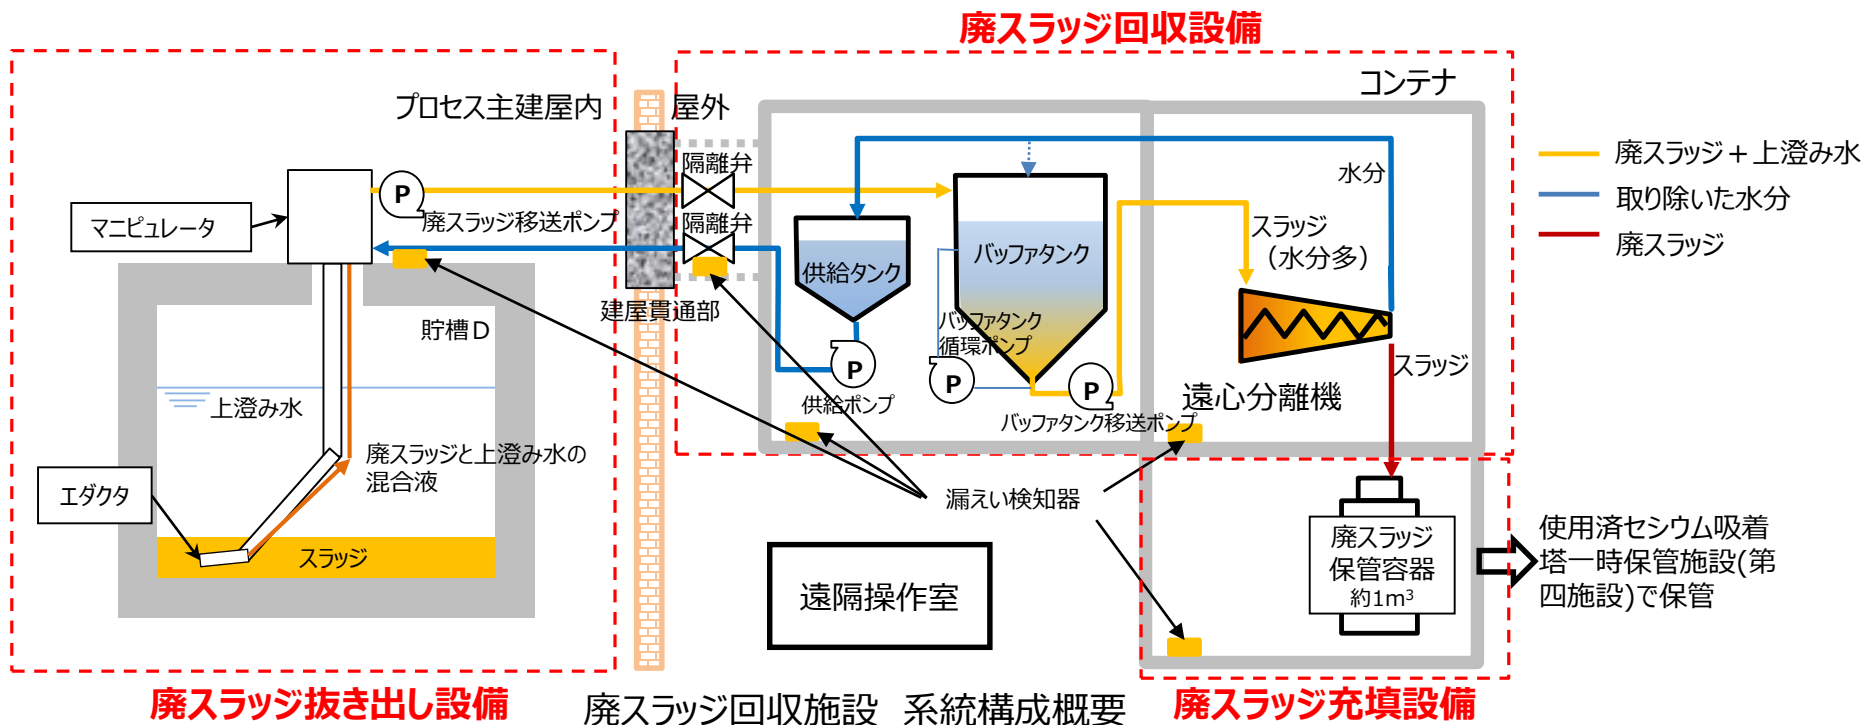 廃スラッジ回収設備
プロセス主建屋内
屋外
コンテナ
隔離弁
廃スラッジ＋上澄み水
水分
取り除いた水分
廃スラッジ
マニピュレータ
P
廃スラッジ移送ポンプ
隔離弁
スラッジ
（水分多）
供給タンク
バッファタンク
建屋貫通部
貯槽D
バッファタンク
循環ポンプ
P
P
P
スラッジ
上澄み水
供給ポンプ
バッファタンク移送ポンプ
遠心分離機
廃スラッジと上澄み水の
混合液
エダクタ
漏えい検知器
スラッジ
遠隔操作室
廃スラッジ
保管容器
約1m³
使用済セシウム吸着
塔一時保管施設(第
四施設)で保管
廃スラッジ抜き出し設備
廃スラッジ回収施設 系統構成概要
廃スラッジ充填設備